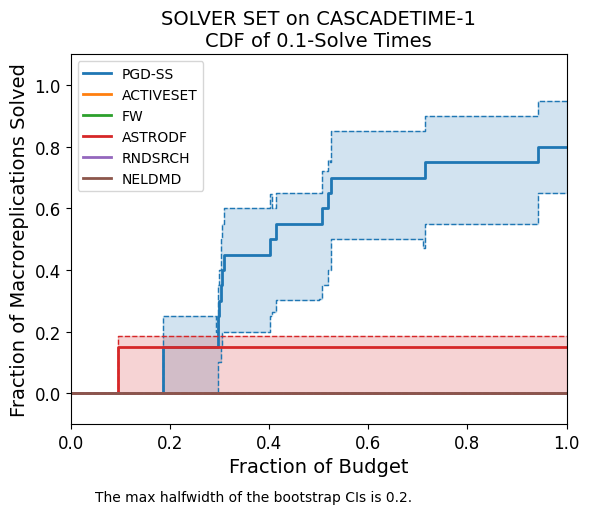 SOLVER SET on CASCADETIME-1
CDF of 0.1-Solve Times
Fraction of Macroreplications Solved
1.0
0.8
0.6
0.4
0.2
0.0
PGD-SS
ACTIVESET
FW
ASTRODF
RNDSRCH
NELDMD
0.0 0.2 0.4 0.6 0.8 1.0
Fraction of Budget
The max halfwidth of the bootstrap CIs is 0.2.